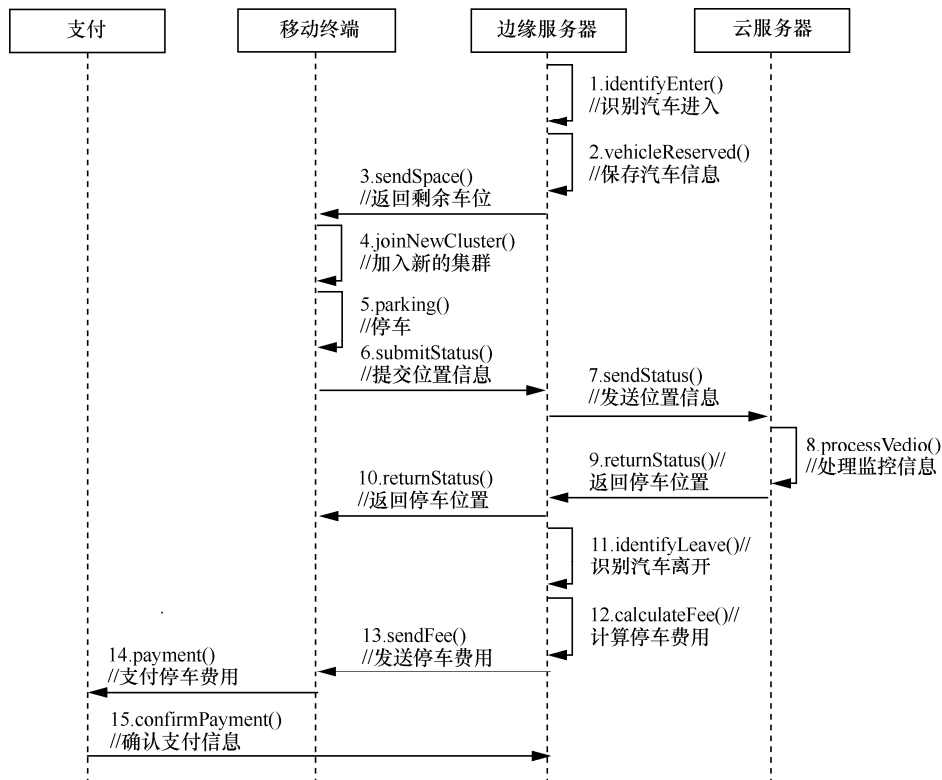 支付
移动终端
边缘服务器
云服务器
1.identifyEnter()
//识别汽车进入
2.vehicleReserved()
//保存汽车信息
3.sendSpace()
//返回剩余车位
4.joinNewCluster()
//加入新的集群
5.parking()
//停车
6.submitStatus()
//提交位置信息
7.sendStatus()
//发送位置信息
8.processVedio()
//处理监控信息
9.returnStatus()//
返回停车位置
10.returnStatus()
//返回停车位置
11.identifyLeave()//
识别汽车离开
12.calculateFee()//
计算停车费用
13.sendFee()
//发送停车费用
14.payment()
//支付停车费用
15.confirmPayment()
//确认支付信息